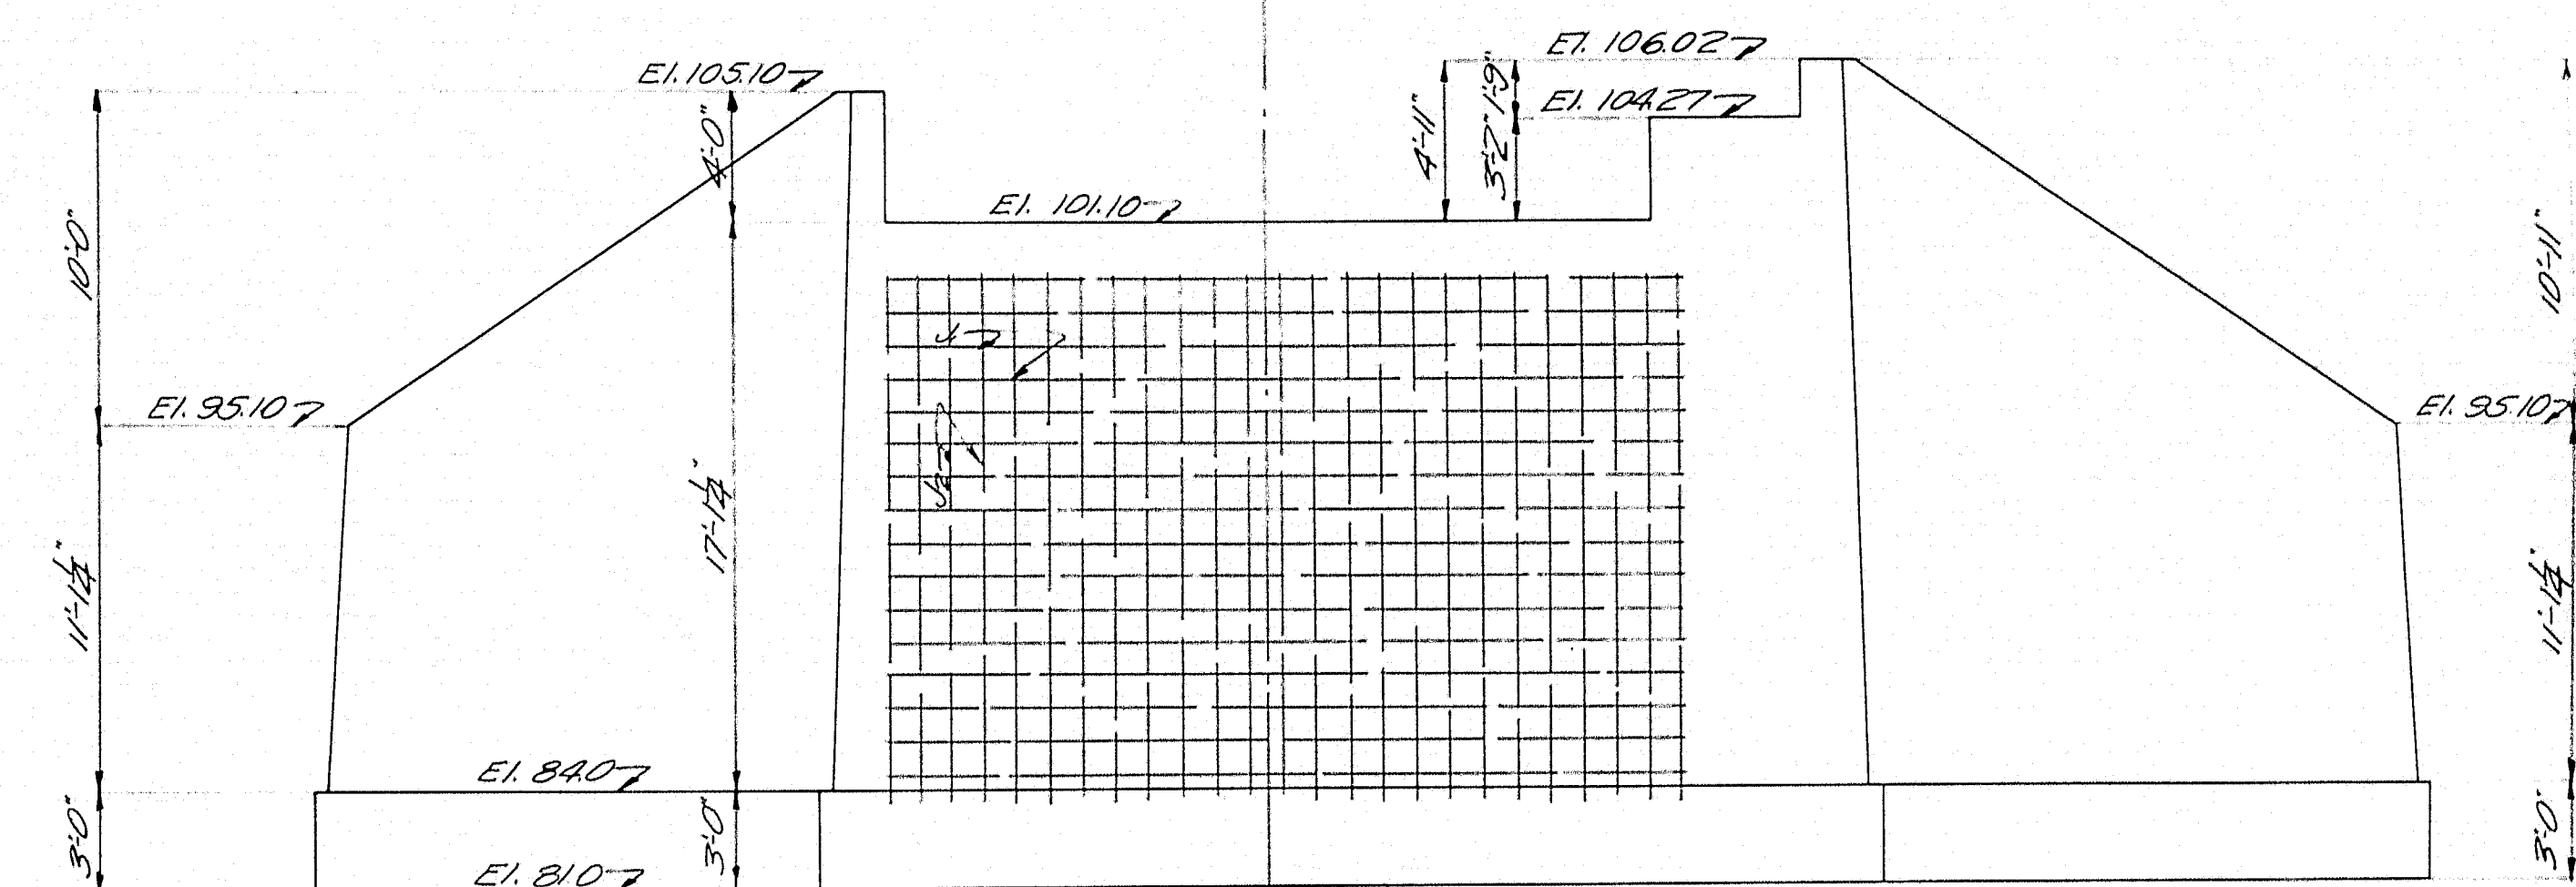 El. 106.02
El. 105.10
El. 104.27
4'-0"
4'-11"
1'-9"
3'-2"
El. 101.10
10'-0"
10'-11"
J1
El. 95.10
El. 95.10
J2
17'-1¼"
11'-1¼"
11'-1¼"
El. 84.0
3'-0"
3'-0"
3'-0"
El. 81.0